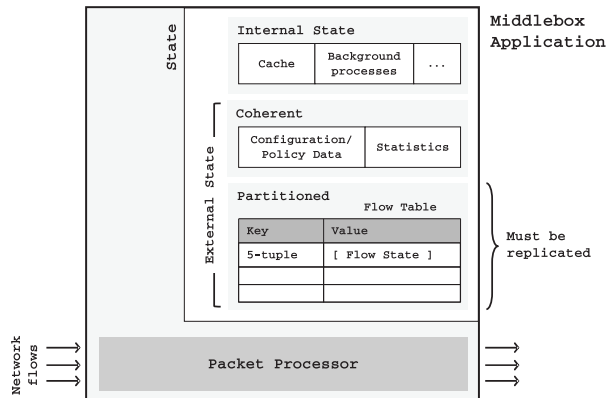 Middlebox
Application
State
Internal State
Cache
Background
processes
...
External State
Coherent
Configuration/
Policy Data
Statistics
Partitioned
Flow Table
Key
Value
5-tuple
[ Flow State ]
Must be
replicated
Network
flows
Packet Processor